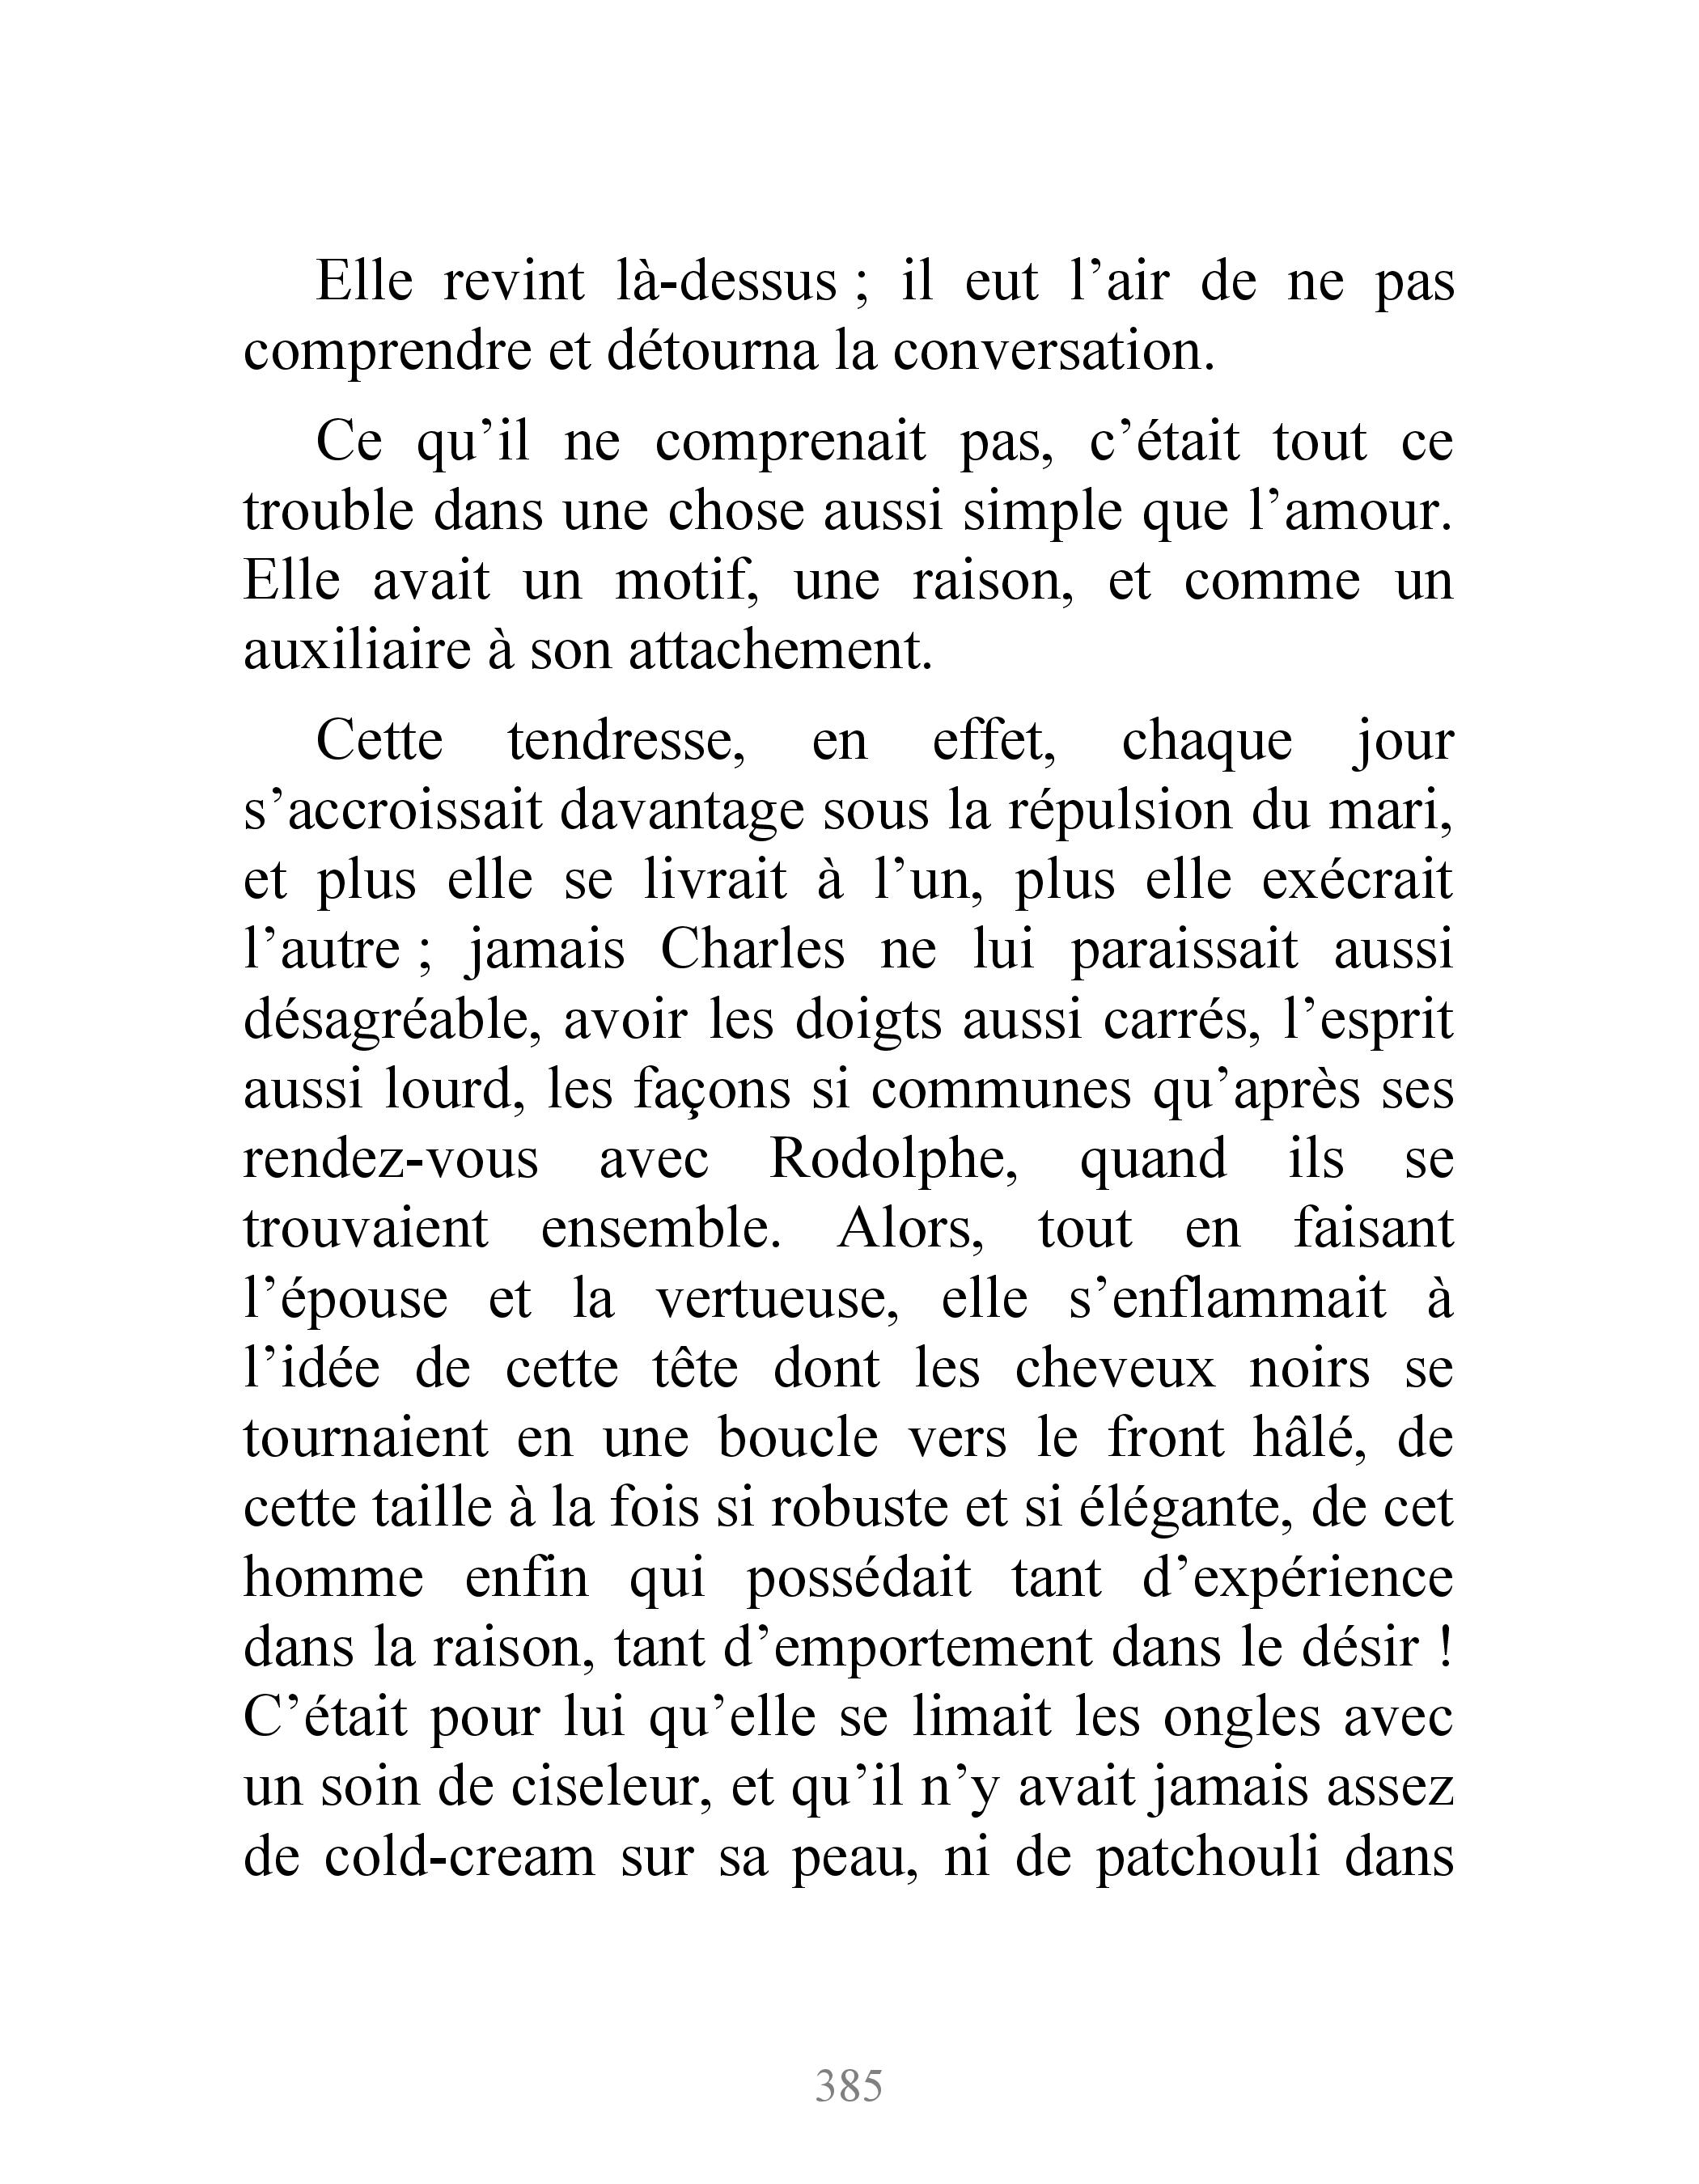 Elle revint là-dessus ; il eut l’air de ne pas
comprendre et détourna la conversation.
Ce qu’il ne comprenait pas, c’était tout ce
trouble dans une chose aussi simple que l’amour.
Elle avait un motif, une raison, et comme un
auxiliaire à son attachement.
Cette tendresse, en effet, chaque jour
s’accroissait davantage sous la répulsion du mari,
et plus elle se livrait à l’un, plus elle exécrait
l’autre ; jamais Charles ne lui paraissait aussi
désagréable, avoir les doigts aussi carrés, l’esprit
aussi lourd, les façons si communes qu’après ses
rendez-vous avec Rodolphe, quand ils se
trouvaient ensemble. Alors, tout en faisant
l’épouse et la vertueuse, elle s’enflammait à
l’idée de cette tête dont les cheveux noirs se
tournaient en une boucle vers le front hâlé, de
cette taille à la fois si robuste et si élégante, de cet
homme enfin qui possédait tant d’expérience
dans la raison, tant d’emportement dans le désir !
C’était pour lui qu’elle se limait les ongles avec
un soin de ciseleur, et qu’il n’y avait jamais assez
de cold-cream sur sa peau, ni de patchouli dans
385